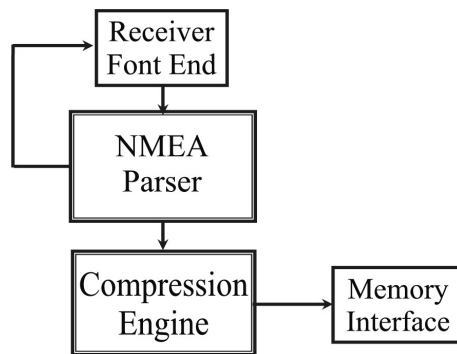 Receiver
Font End
NMEA
Parser
Compression
Engine
Memory
Interface